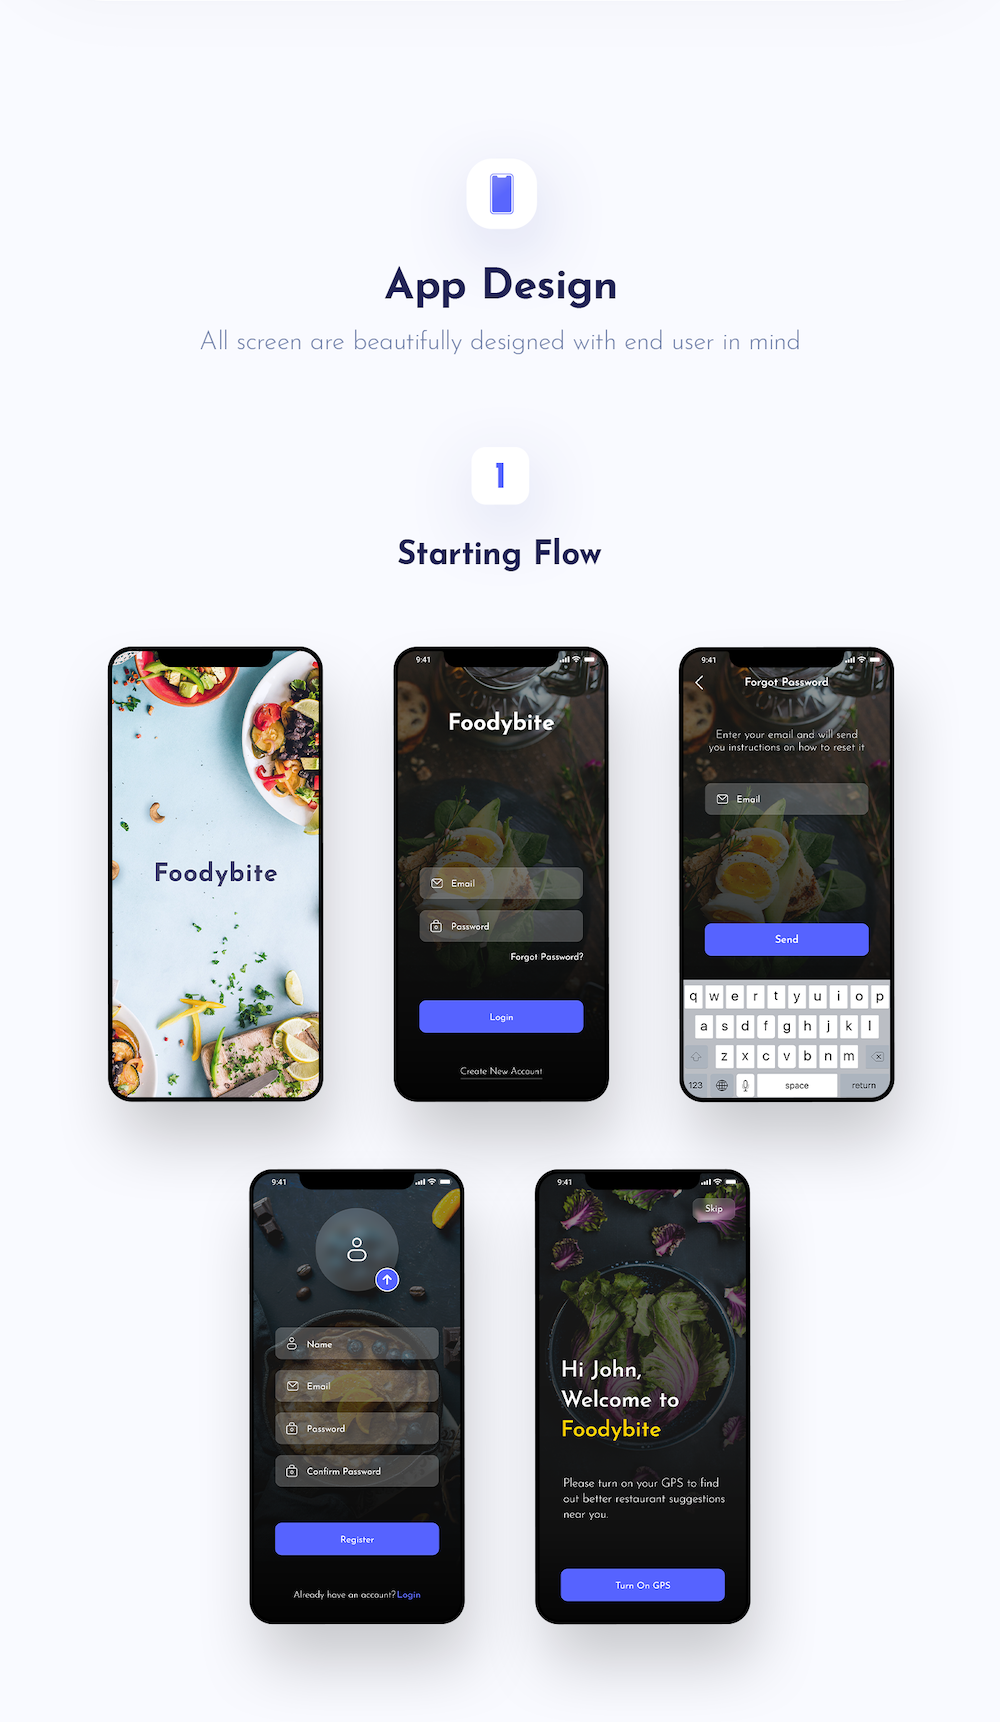 App Design
All screen are beautifully designed with end user in mind
1
Starting Flow
Foodybite
9:41
Foodybite
Email
Password
Forgot Password?
Login
Create New Account
9:41
Forgot Password
Enter your email and will send
you instructions on how to reset it
Email
Send
q w e r t y u i o p
a s d f g h j k l
z x c v b n m
123 space return
9:41
Name
Email
Password
Confirm Password
Register
Already have an account? Login
9:41
Skip
Hi John,
Welcome to
Foodybite
Please turn on your GPS to find
out better restaurant suggestions
near you.
Turn On GPS